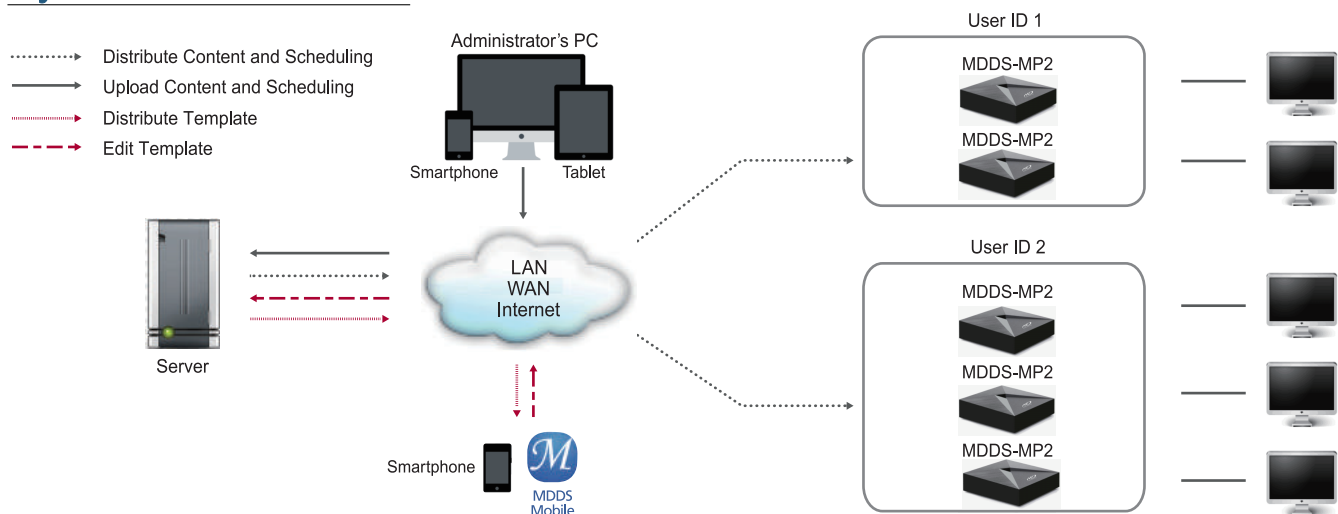 Distribute Content and Scheduling
Upload Content and Scheduling
Distribute Template
Edit Template
Administrator's PC
Smartphone
Tablet
Server
LAN
WAN
Internet
Smartphone
M
MDDS
Mobile
User ID 1
MDDS-MP2
MDDS-MP2
User ID 2
MDDS-MP2
MDDS-MP2
MDDS-MP2